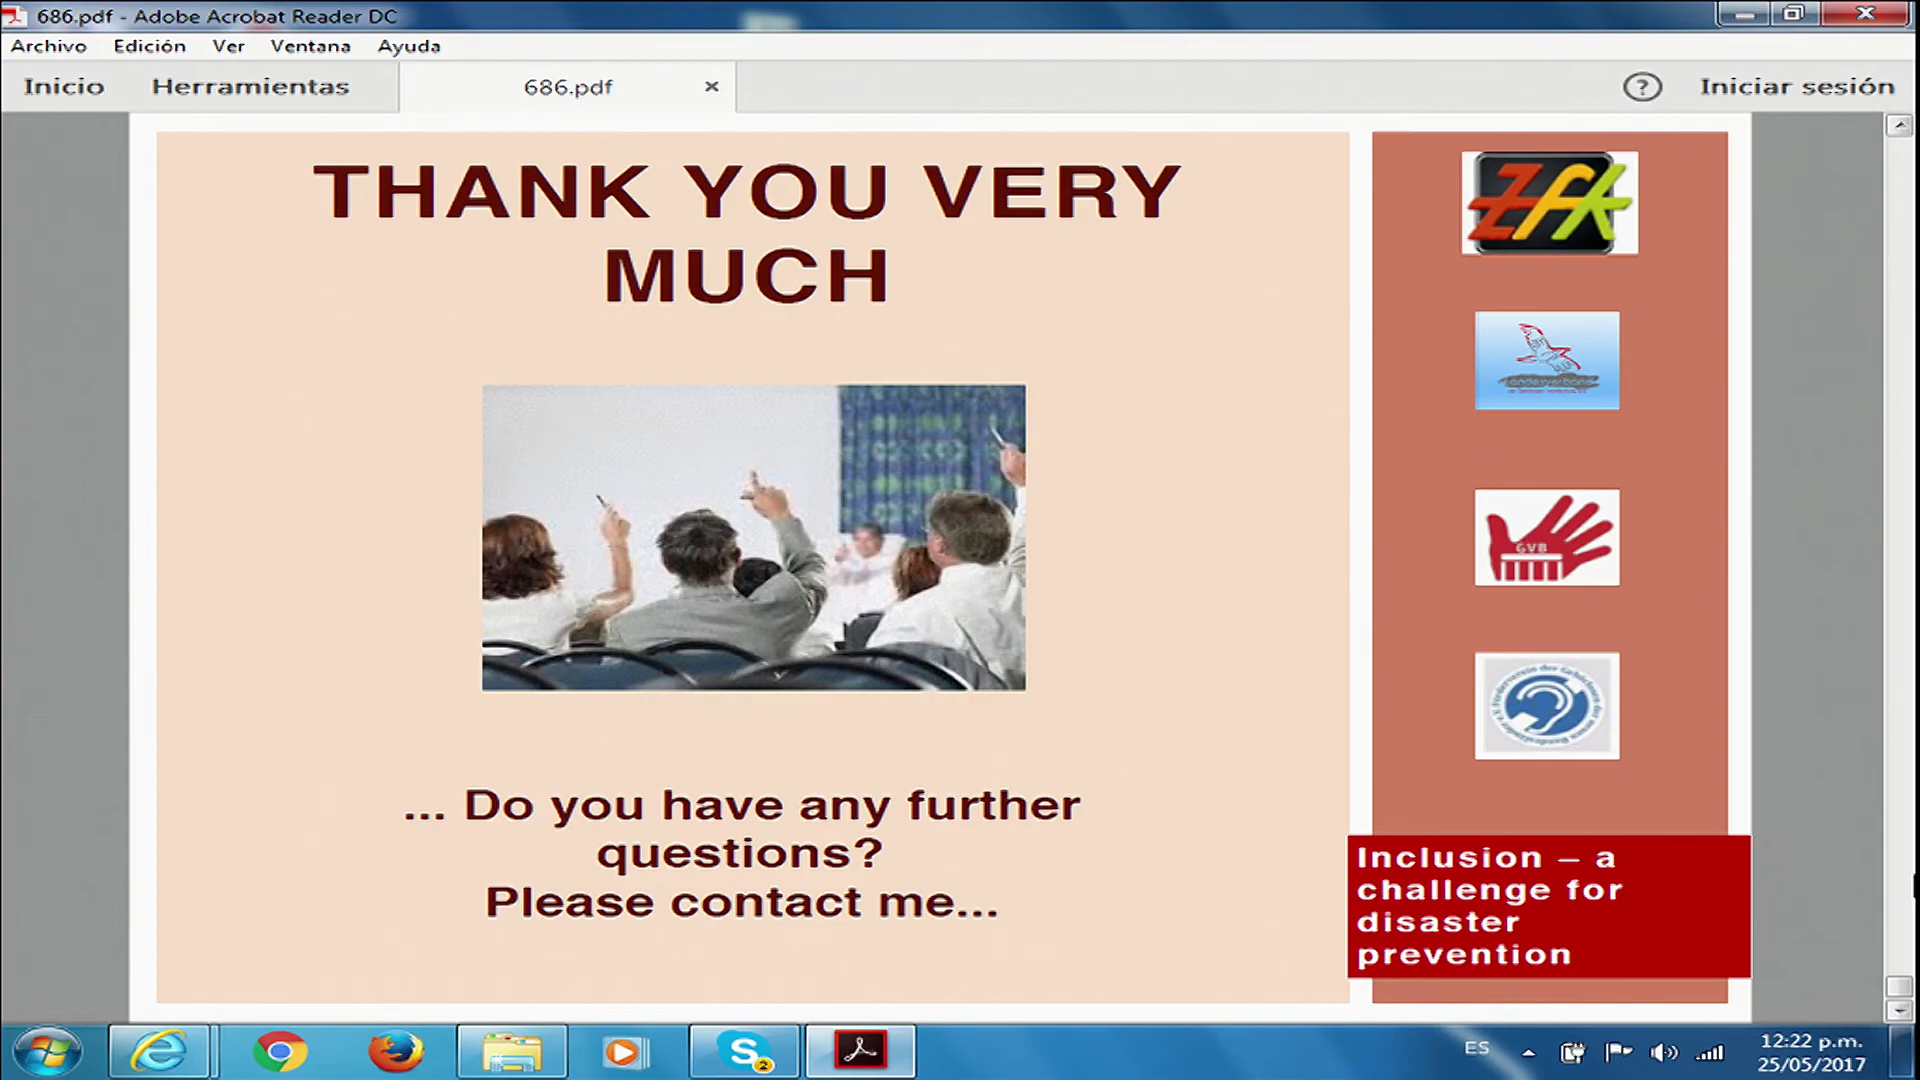 686.pdf - Adobe Acrobat Reader DC
Archivo Edición Ver Ventana Ayuda
Inicio Herramientas 686.pdf × ? Iniciar sesión
THANK YOU VERY
MUCH
... Do you have any further
questions?
Please contact me...
zfk
GVB
Inclusion – a
challenge for
disaster
prevention
S 2
ES
12:22 p.m.
25/05/2017